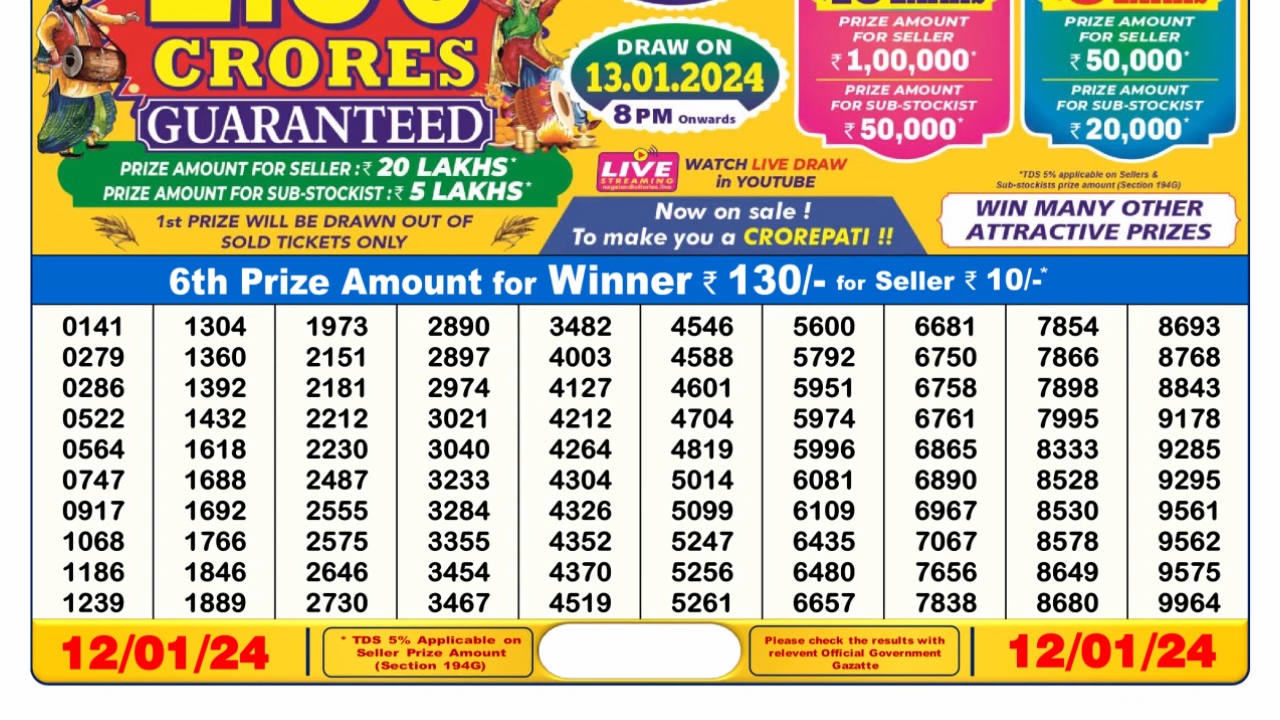 CRORES
GUARANTEED
PRIZE AMOUNT FOR SELLER :₹ 20 LAKHS*
PRIZE AMOUNT FOR SUB-STOCKIST :₹ 5 LAKHS*
1st PRIZE WILL BE DRAWN OUT OF
SOLD TICKETS ONLY
DRAW ON
13.01.2024
8 PM Onwards
LIVE
STREAMING
WATCH LIVE DRAW
in YOUTUBE
Now on sale !
To make you a CROREPATI !!
PRIZE AMOUNT
FOR SELLER
₹ 1,00,000*
PRIZE AMOUNT
FOR SUB-STOCKIST
₹ 50,000*
PRIZE AMOUNT
FOR SELLER
₹ 50,000*
PRIZE AMOUNT
FOR SUB-STOCKIST
₹ 20,000*
*TDS 5% applicable on Sellers &
Sub-stockists prize amount (Section 194G)
WIN MANY OTHER
ATTRACTIVE PRIZES
6th Prize Amount for Winner ₹ 130/- for Seller ₹ 10/-*
0141 1304 1973 2890 3482 4546 5600 6681 7854 8693
0279 1360 2151 2897 4003 4588 5792 6750 7866 8768
0286 1392 2181 2974 4127 4601 5951 6758 7898 8843
0522 1432 2212 3021 4212 4704 5974 6761 7995 9178
0564 1618 2230 3040 4264 4819 5996 6865 8333 9285
0747 1688 2487 3233 4304 5014 6081 6890 8528 9295
0917 1692 2555 3284 4326 5099 6109 6967 8530 9561
1068 1766 2575 3355 4352 5247 6435 7067 8578 9562
1186 1846 2646 3454 4370 5256 6480 7656 8649 9575
1239 1889 2730 3467 4519 5261 6657 7838 8680 9964
12/01/24
* TDS 5% Applicable on
Seller Prize Amount
(Section 194G)
Please check the results with
relevent Official Government
Gazatte
12/01/24